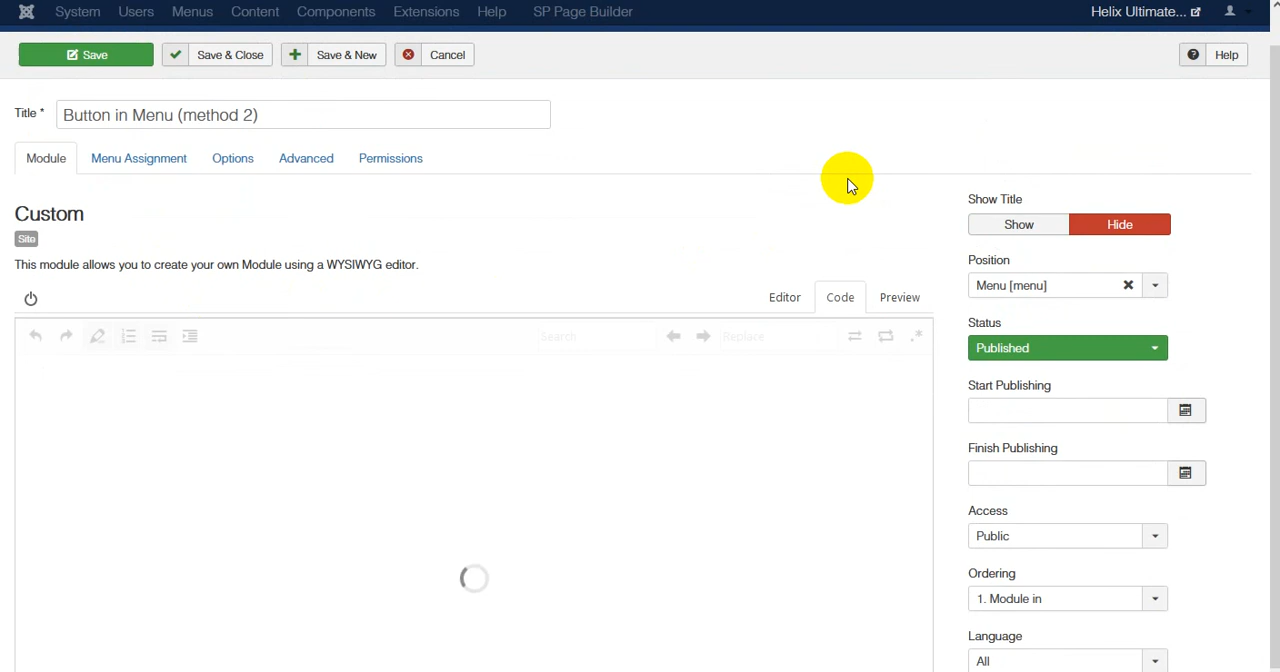 System Users Menus Content Components Extensions Help SP Page Builder Helix Ultimate...
Save Save & Close Save & New Cancel Help
Title * Button in Menu (method 2)
Module Menu Assignment Options Advanced Permissions
Show Title
Custom
Show Hide
Site
Position
This module allows you to create your own Module using a WYSIWYG editor.
Menu [menu]
Editor Code Preview
Status
Search Replace .*
Published
Start Publishing
Finish Publishing
Access
Public
Ordering
1. Module in
Language
All